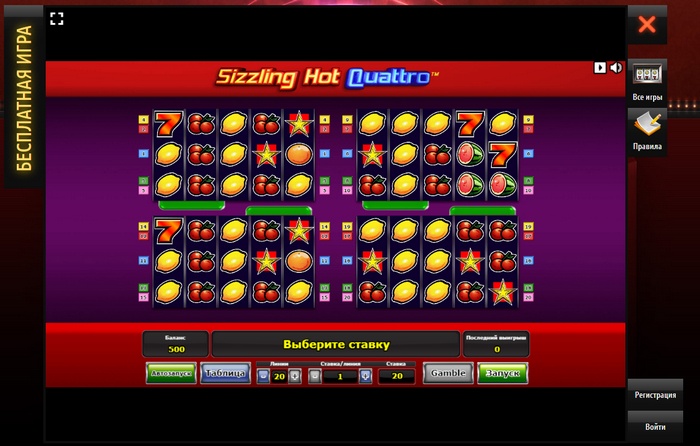 БЕСПЛАТНАЯ ИГРА
Sizzling Hot Quattro™
Все игры
Правила
Баланс
500
Выберите ставку
Последний выигрыш
0
Автозапуск
Таблица
Линии
20
Ставка/линия
1
Ставка
20
Gamble
Запуск
Регистрация
Войти